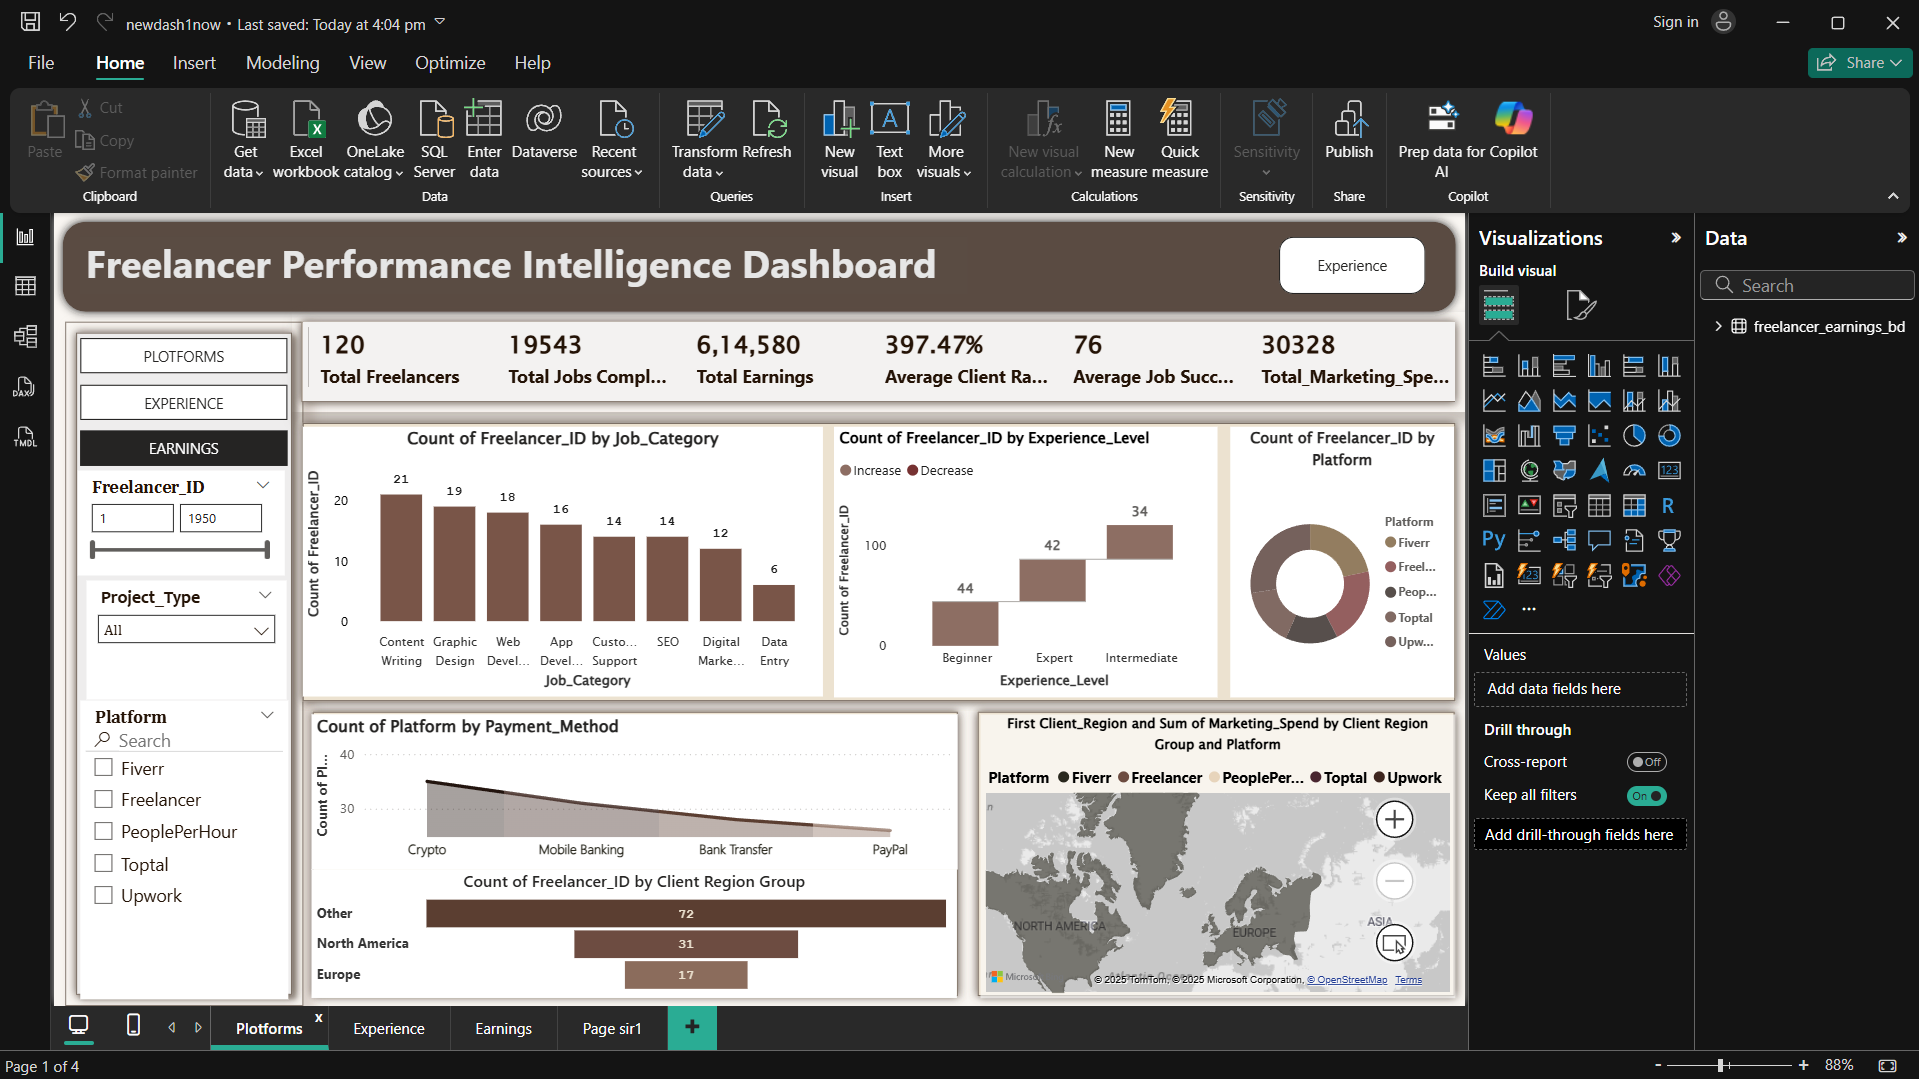 newdash1now • Last saved: Today at 4:04 pm
Sign in
File Home Insert Modeling View Optimize Help
Share
Paste
Cut
Copy
Format painter
Clipboard
Get data
Excel workbook
OneLake catalog
SQL Server
Enter data
Dataverse
Recent sources
Data
Transform data
Refresh
Queries
New visual
Text box
More visuals
Insert
New visual calculation
New measure
Quick measure
Calculations
Sensitivity
Sensitivity
Publish
Share
Prep data for AI
Copilot
Copilot
DAX
TMDL
Freelancer Performance Intelligence Dashboard
Experience
PLOTFORMS
EXPERIENCE
EARNINGS
Freelancer_ID
1 1950
Project_Type
All
Platform
Search
Fiverr
Freelancer
PeoplePerHour
Toptal
Upwork
120
Total Freelancers
19543
Total Jobs Compl...
6,14,580
Total Earnings
397.47%
Average Client Ra...
76
Average Job Succ...
30328
Total_Marketing_Spe...
Count of Freelancer_ID by Job_Category
Count of Freelancer_ID
20
10
0
21 19 18 16 14 14 12 6
Content Writing
Graphic Design
Web Devel...
App Devel...
Custo... Support
SEO
Digital Marke...
Data Entry
Job_Category
Count of Freelancer_ID by Experience_Level
Increase Decrease
Count of Freelancer_ID
100
0
44 42 34
Beginner Expert Intermediate
Experience_Level
Count of Freelancer_ID by
Platform
Platform
Fiverr
Freel...
Peop...
Toptal
Upw...
Count of Platform by Payment_Method
Count of Pl...
40
30
Crypto Mobile Banking Bank Transfer PayPal
Count of Freelancer_ID by Client Region Group
Other 72
North America 31
Europe 17
First Client_Region and Sum of Marketing_Spend by Client Region
Group and Platform
Platform Fiverr Freelancer PeoplePer... Toptal Upwork
NORTH AMERICA
EUROPE
ASIA
© 2025 TomTom, © 2025 Microsoft Corporation, © OpenStreetMap Terms
Visualizations
Build visual
123
R
Py
123
Values
Add data fields here
Drill through
Cross-report Off
Keep all filters On
Add drill-through fields here
Data
Search
freelancer_earnings_bd
Plotforms x Experience Earnings Page sir1 +
Page 1 of 4
- + 88%